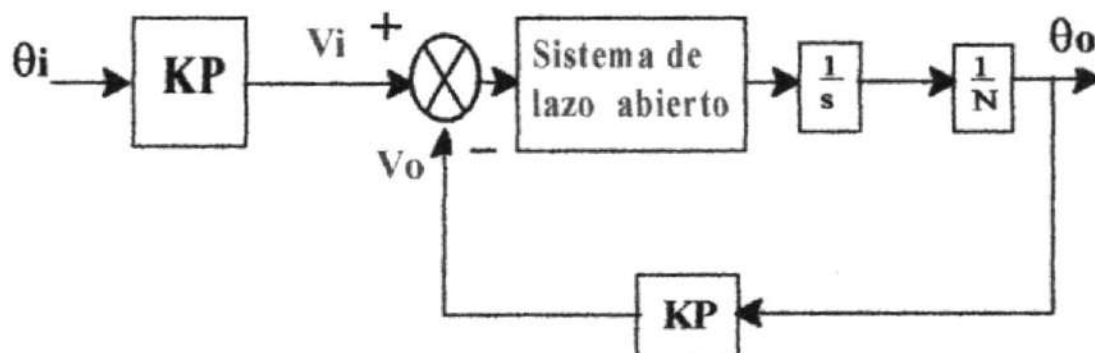 θi
KP
Vi
+
Sistema de
lazo abierto
1
s
1
N
θo
Vo
−
KP